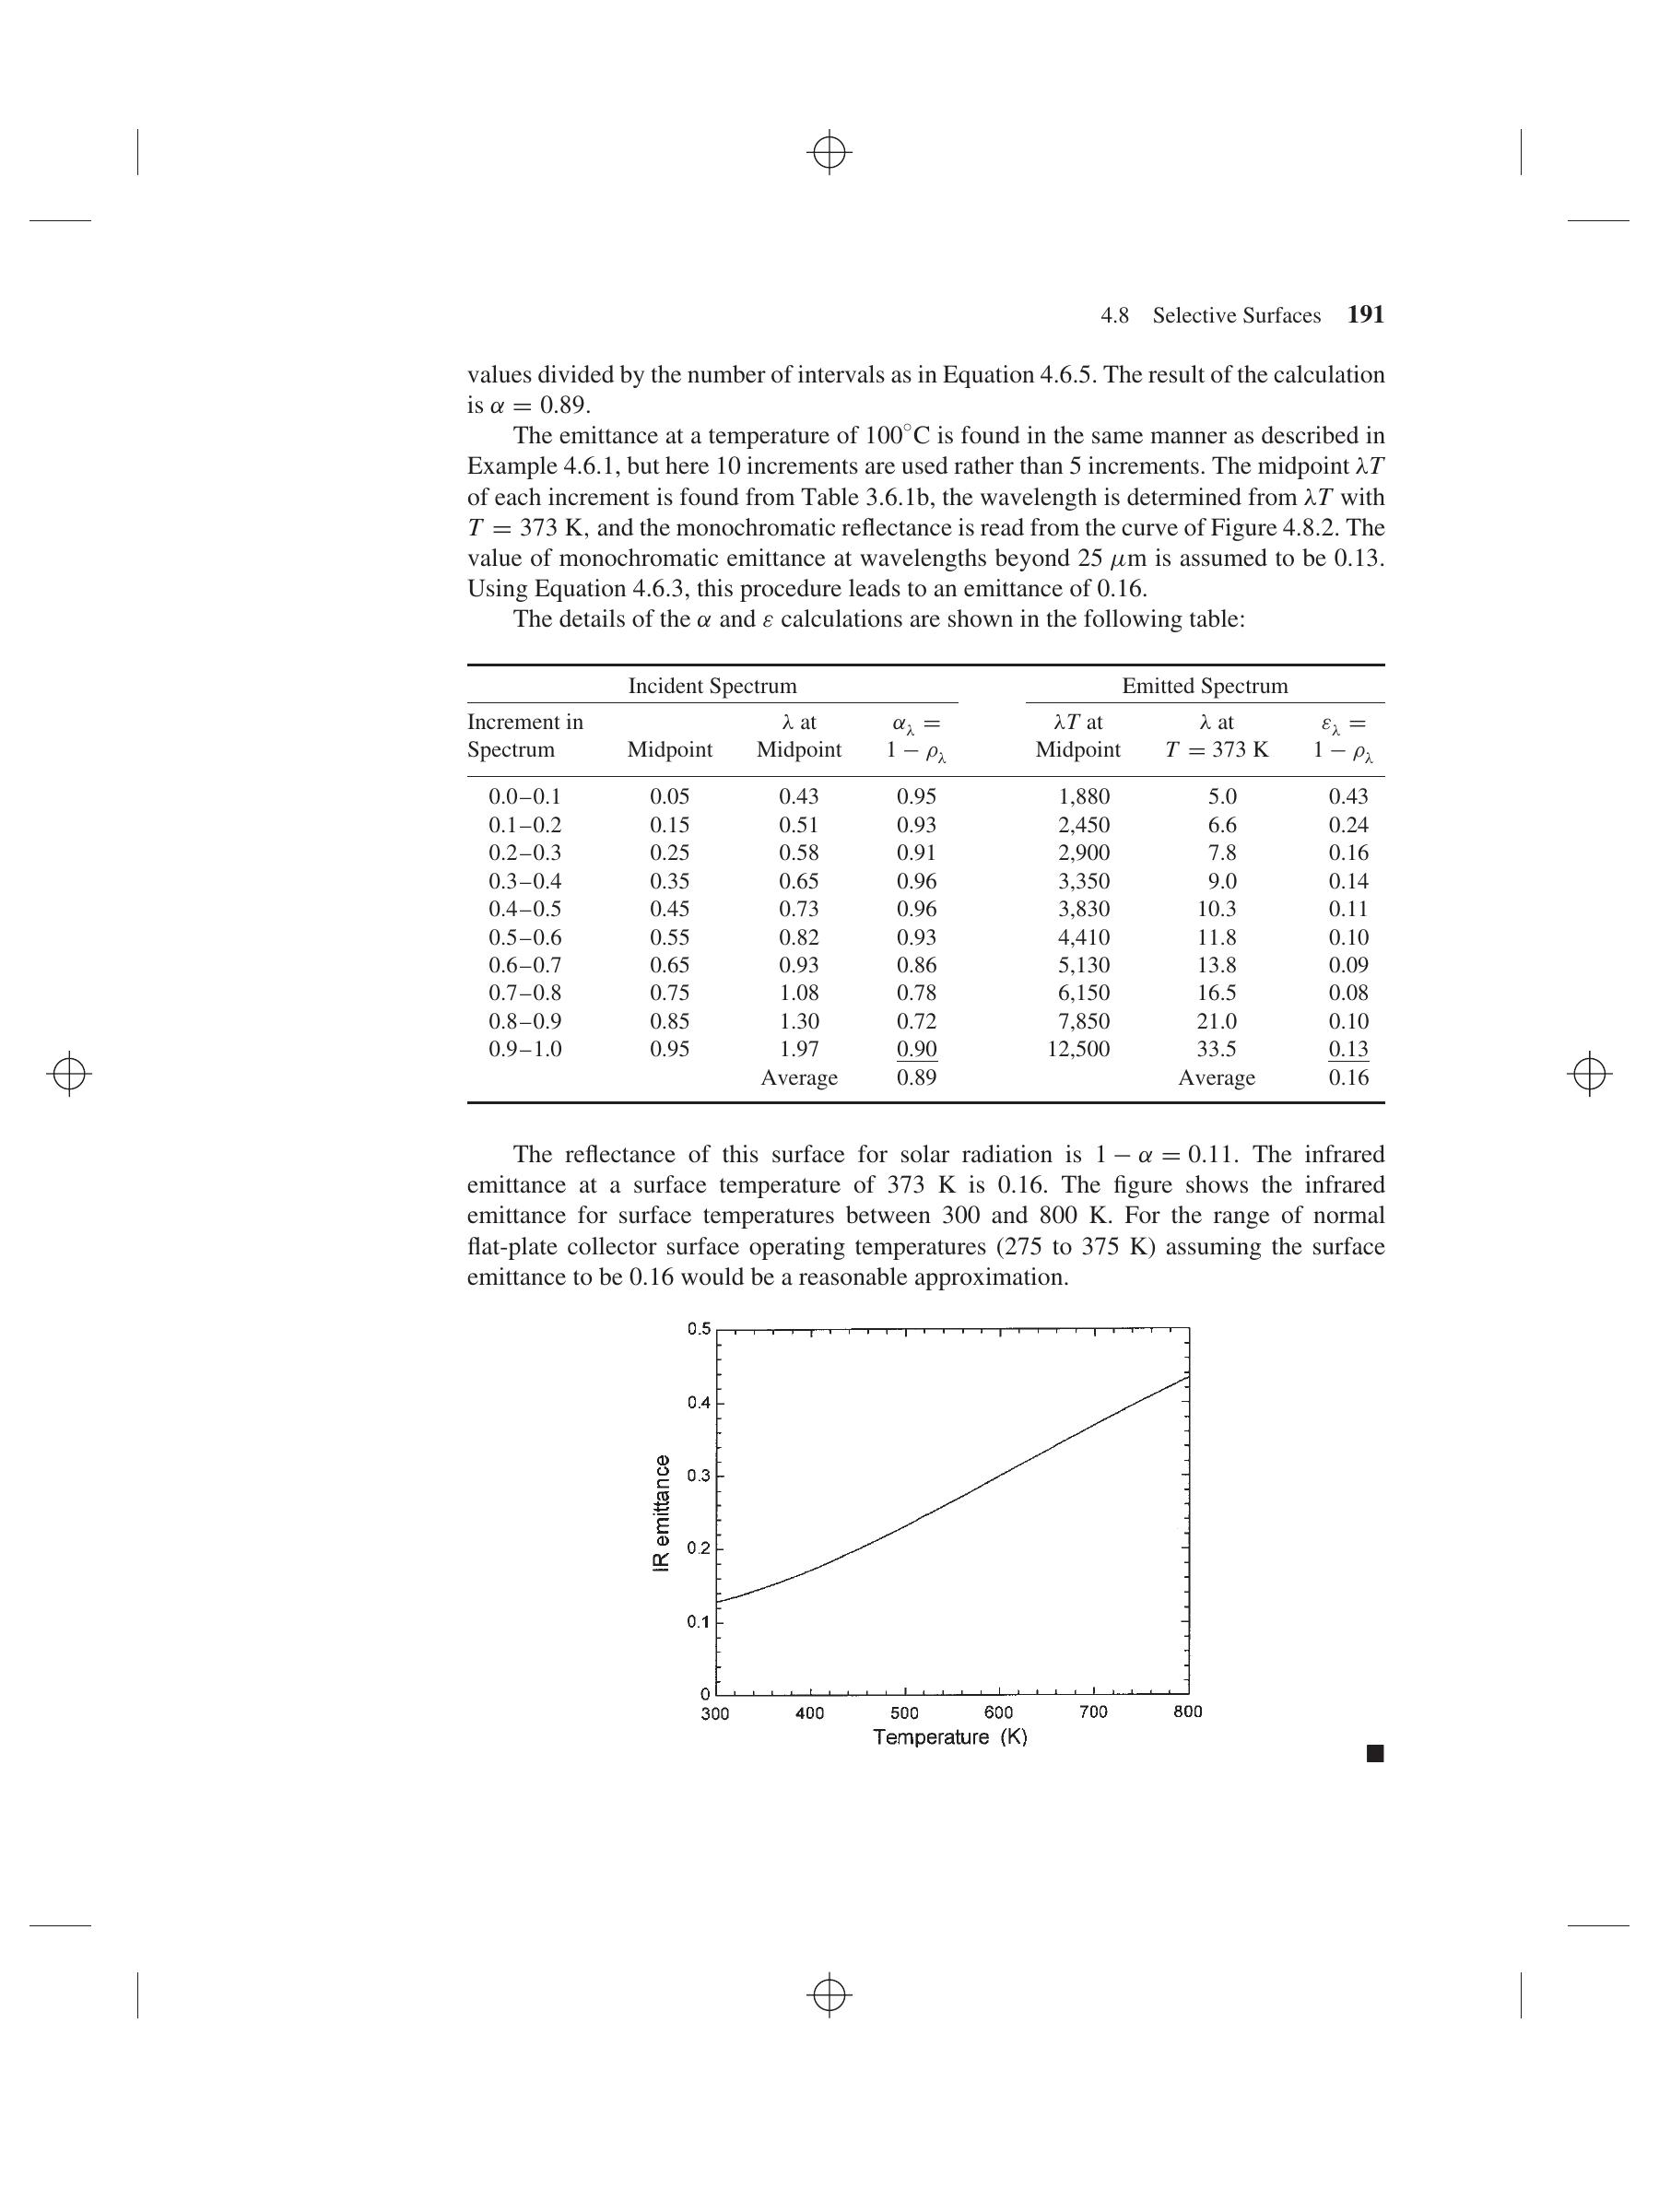 4.8 Selective Surfaces 191
values divided by the number of intervals as in Equation 4.6.5. The result of the calculation
is α = 0.89.
The emittance at a temperature of 100°C is found in the same manner as described in
Example 4.6.1, but here 10 increments are used rather than 5 increments. The midpoint λT
of each increment is found from Table 3.6.1b, the wavelength is determined from λT with
T = 373 K, and the monochromatic reflectance is read from the curve of Figure 4.8.2. The
value of monochromatic emittance at wavelengths beyond 25 μm is assumed to be 0.13.
Using Equation 4.6.3, this procedure leads to an emittance of 0.16.
The details of the α and ε calculations are shown in the following table:
Incident Spectrum Emitted Spectrum
Increment in λ at αλ = λT at λ at ελ =
Spectrum Midpoint Midpoint 1 − ρλ Midpoint T = 373 K 1 − ρλ
0.0–0.1 0.05 0.43 0.95 1,880 5.0 0.43
0.1–0.2 0.15 0.51 0.93 2,450 6.6 0.24
0.2–0.3 0.25 0.58 0.91 2,900 7.8 0.16
0.3–0.4 0.35 0.65 0.96 3,350 9.0 0.14
0.4–0.5 0.45 0.73 0.96 3,830 10.3 0.11
0.5–0.6 0.55 0.82 0.93 4,410 11.8 0.10
0.6–0.7 0.65 0.93 0.86 5,130 13.8 0.09
0.7–0.8 0.75 1.08 0.78 6,150 16.5 0.08
0.8–0.9 0.85 1.30 0.72 7,850 21.0 0.10
0.9–1.0 0.95 1.97 0.90 12,500 33.5 0.13
Average 0.89 Average 0.16
The reflectance of this surface for solar radiation is 1 − α = 0.11. The infrared
emittance at a surface temperature of 373 K is 0.16. The figure shows the infrared
emittance for surface temperatures between 300 and 800 K. For the range of normal
flat-plate collector surface operating temperatures (275 to 375 K) assuming the surface
emittance to be 0.16 would be a reasonable approximation.
0.5
0.4
0.3
0.2
0.1
0
IR emittance
300 400 500 600 700 800
Temperature (K)